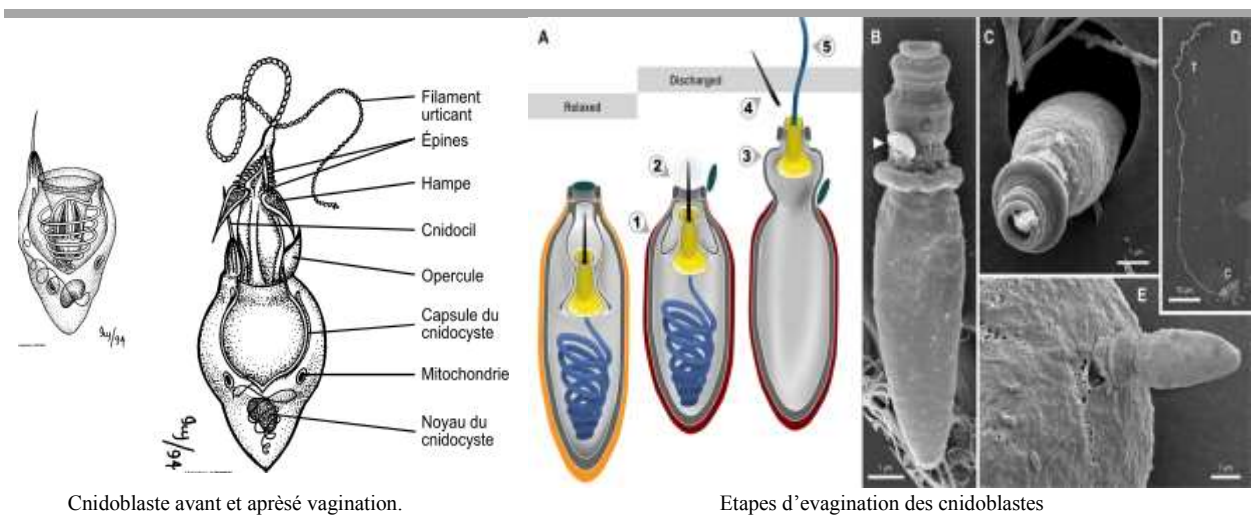 Filament
urticant
Épines
Hampe
Cnidocil
Opercule
Capsule du
cnidocyste
Mitochondrie
Noyau du
cnidocyste
A
Relaxed
Discharged
1
2
3
4
5
B
C
D
T
C
E
Cnidoblaste avant et aprèsé vagination.
Etapes d’evagination des cnidoblastes